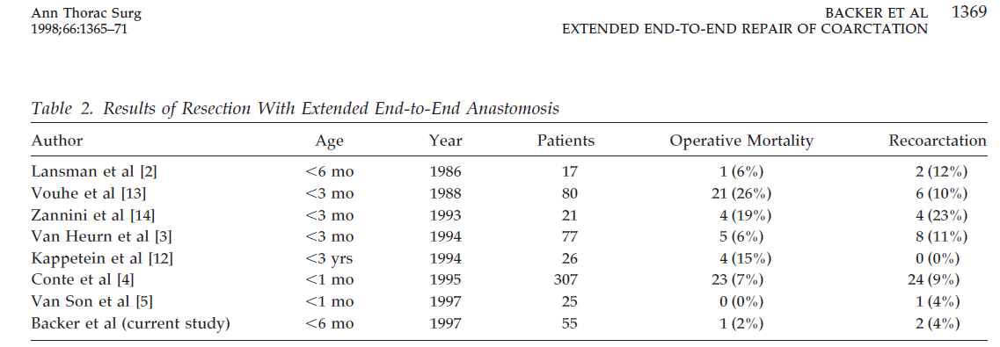 Ann Thorac Surg BACKER ET AL 1369
1998;66:1365–71 EXTENDED END-TO-END REPAIR OF COARCTATION
Table 2. Results of Resection With Extended End-to-End Anastomosis
Author Age Year Patients Operative Mortality Recoarctation
Lansman et al [2] <6 mo 1986 17 1 (6%) 2 (12%)
Vouhe et al [13] <3 mo 1988 80 21 (26%) 6 (10%)
Zannini et al [14] <3 mo 1993 21 4 (19%) 4 (23%)
Van Heurn et al [3] <3 mo 1994 77 5 (6%) 8 (11%)
Kappetein et al [12] <3 yrs 1994 26 4 (15%) 0 (0%)
Conte et al [4] <1 mo 1995 307 23 (7%) 24 (9%)
Van Son et al [5] <1 mo 1997 25 0 (0%) 1 (4%)
Backer et al (current study) <6 mo 1997 55 1 (2%) 2 (4%)